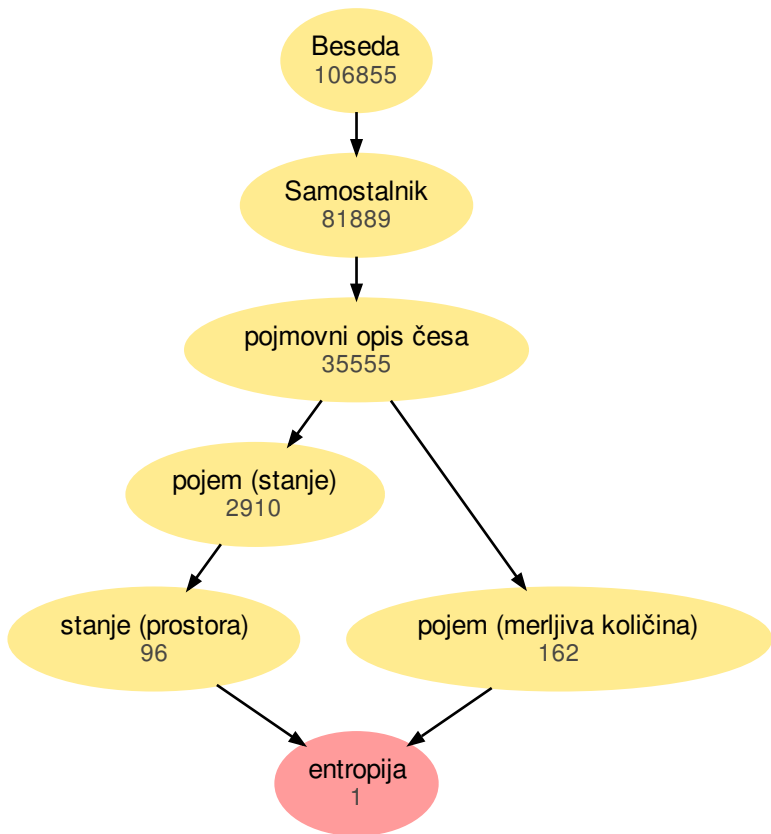 Beseda
106855
Samostalnik
81889
pojmovni opis česa
35555
pojem (stanje)
2910
stanje (prostora)
96
pojem (merljiva količina)
162
entropija
1